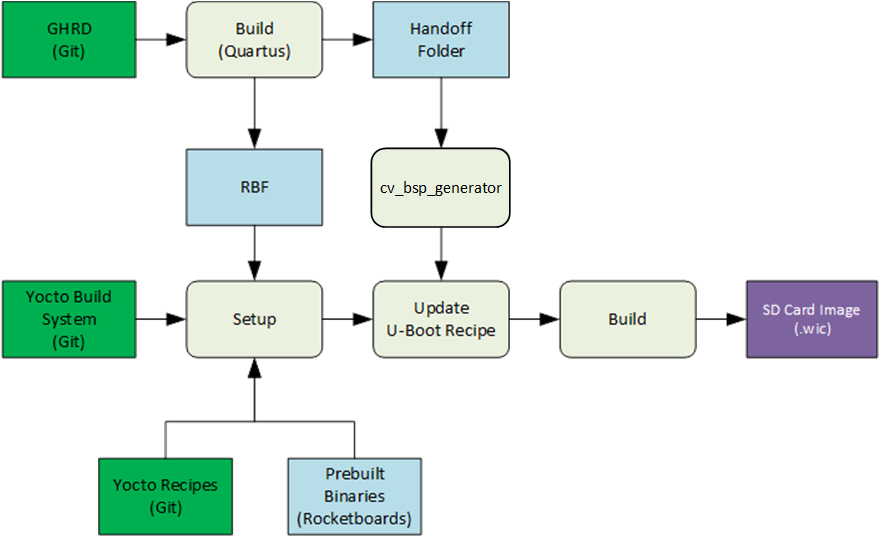 GHRD
(Git)
Build
(Quartus)
Handoff
Folder
RBF
cv_bsp_generator
Yocto Build
System
(Git)
Setup
Update
U-Boot Recipe
Build
SD Card Image
(.wic)
Yocto Recipes
(Git)
Prebuilt
Binaries
(Rocketboards)